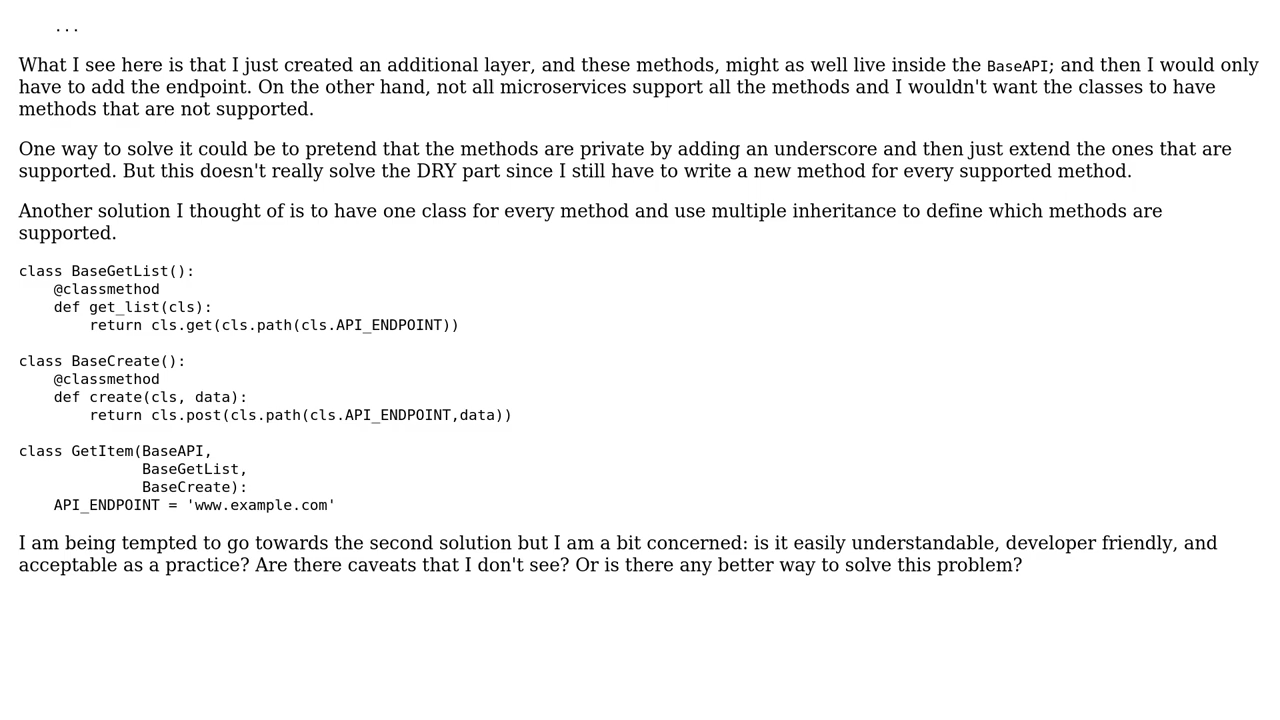 ...
What I see here is that I just created an additional layer, and these methods, might as well live inside the BaseAPI; and then I would only
have to add the endpoint. On the other hand, not all microservices support all the methods and I wouldn't want the classes to have
methods that are not supported.
One way to solve it could be to pretend that the methods are private by adding an underscore and then just extend the ones that are
supported. But this doesn't really solve the DRY part since I still have to write a new method for every supported method.
Another solution I thought of is to have one class for every method and use multiple inheritance to define which methods are
supported.
class BaseGetList():
    @classmethod
    def get_list(cls):
        return cls.get(cls.path(cls.API_ENDPOINT))
class BaseCreate():
    @classmethod
    def create(cls, data):
        return cls.post(cls.path(cls.API_ENDPOINT,data))
class GetItem(BaseAPI,
              BaseGetList,
              BaseCreate):
    API_ENDPOINT = 'www.example.com'
I am being tempted to go towards the second solution but I am a bit concerned: is it easily understandable, developer friendly, and
acceptable as a practice? Are there caveats that I don't see? Or is there any better way to solve this problem?